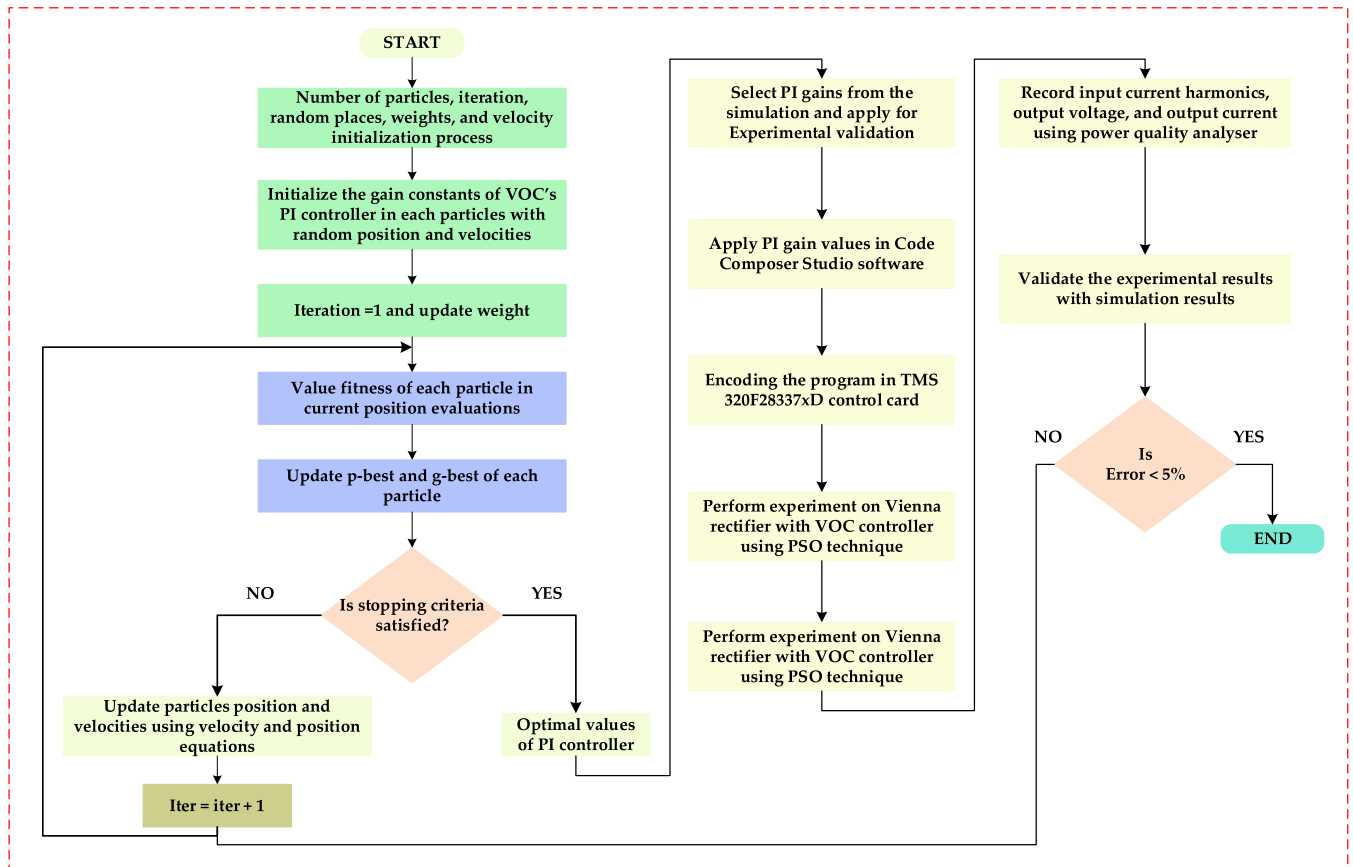 START
Number of particles, iteration,
random places, weights, and velocity
initialization process
Initialize the gain constants of VOC's
PI controller in each particles with
random position and velocities
Iteration =1 and update weight
Value fitness of each particle in
current position evaluations
Update p-best and g-best of each
particle
NO
YES
Is stopping criteria
satisfied?
Update particles position and
velocities using velocity and position
equations
Iter = iter + 1
Optimal values
of PI controller
Select PI gains from the
simulation and apply for
Experimental validation
Apply PI gain values in Code
Composer Studio software
Encoding the program in TMS
320F28337xD control card
Perform experiment on Vienna
rectifier with VOC controller
using PSO technique
Perform experiment on Vienna
rectifier with VOC controller
using PSO technique
Record input current harmonics,
output voltage, and output current
using power quality analyser
Validate the experimental results
with simulation results
NO
YES
Is
Error < 5%
END